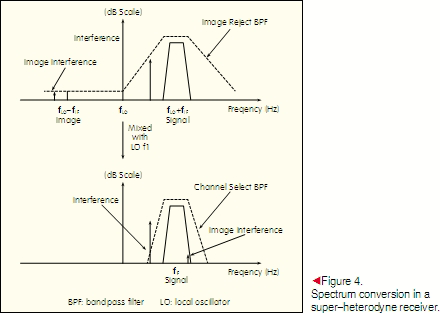 (dB Scale)
Image Reject BPF
Interference
Image Interference
fLO-fIF fLO fLO+fIF Freqency (Hz)
Image Signal
Mixed
with
LO f1
(dB Scale)
Channel Select BPF
Interference
Image Interference
fIF Freqency (Hz)
Signal
BPF: bandpass filter LO: local oscillator
◄Figure 4.
Spectrum conversion in a
super-heterodyne receiver.